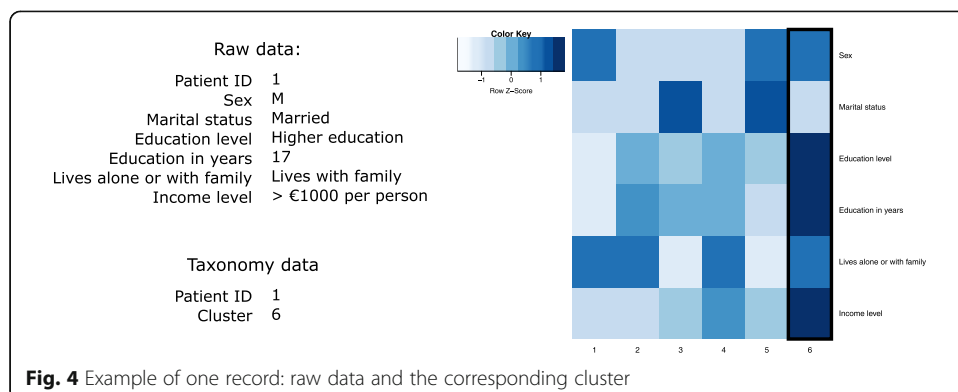 Raw data:
Patient ID 1
Sex M
Marital status Married
Education level Higher education
Education in years 17
Lives alone or with family Lives with family
Income level > €1000 per person
Taxonomy data
Patient ID 1
Cluster 6
Color Key
−1 0 1
Row Z−Score
Sex
Marital status
Education level
Education in years
Lives alone or with family
Income level
1 2 3 4 5 6
Fig. 4 Example of one record: raw data and the corresponding cluster